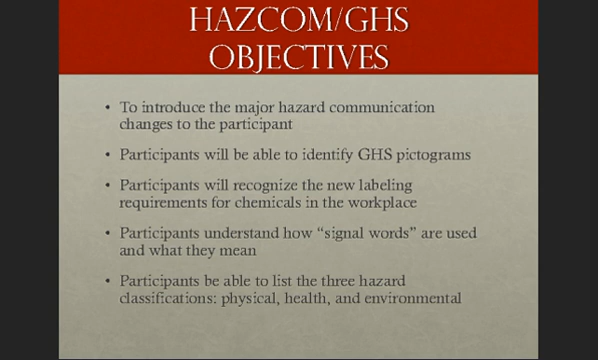 HAZCOM/GHS
OBJECTIVES
• To introduce the major hazard communication
changes to the participant
• Participants will be able to identify GHS pictograms
• Participants will recognize the new labeling
requirements for chemicals in the workplace
• Participants understand how “signal words” are used
and what they mean
• Participants be able to list the three hazard
classifications: physical, health, and environmental